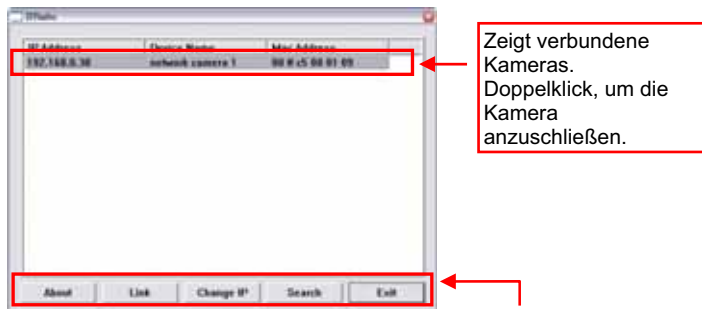 IP Address Device Name Mac Address
192.168.0.30 network camera 1
Zeigt verbundene
Kameras.
Doppelklick, um die
Kamera
anzuschließen.
About Link Change IP Search Exit